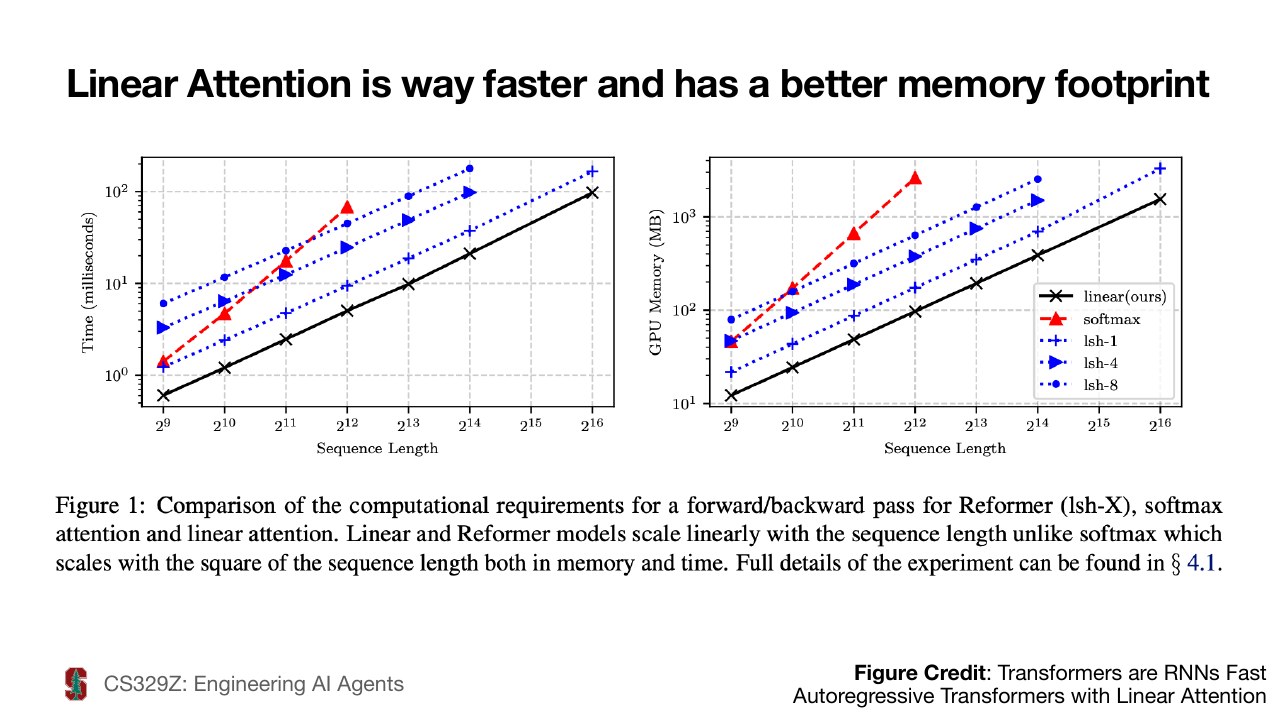 Linear Attention is way faster and has a better memory footprint
Time (milliseconds)
10²
10¹
10⁰
2⁹ 2¹⁰ 2¹¹ 2¹² 2¹³ 2¹⁴ 2¹⁵ 2¹⁶
Sequence Length
GPU Memory (MB)
10³
10²
10¹
2⁹ 2¹⁰ 2¹¹ 2¹² 2¹³ 2¹⁴ 2¹⁵ 2¹⁶
Sequence Length
linear(ours)
softmax
lsh-1
lsh-4
lsh-8
Figure 1: Comparison of the computational requirements for a forward/backward pass for Reformer (lsh-X), softmax
attention and linear attention. Linear and Reformer models scale linearly with the sequence length unlike softmax which
scales with the square of the sequence length both in memory and time. Full details of the experiment can be found in § 4.1.
CS329Z: Engineering AI Agents
Figure Credit: Transformers are RNNs Fast
Autoregressive Transformers with Linear Attention